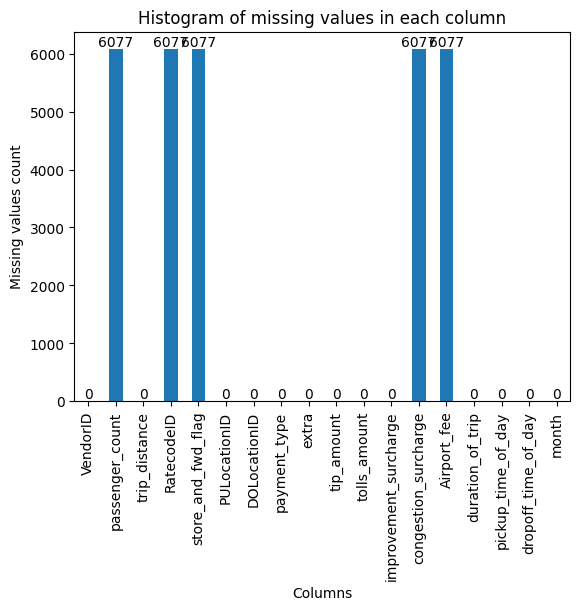 Histogram of missing values in each column
6077 6077 6077 6077 6077
6000
5000
4000
3000
2000
1000
0
0 0 0 0 0 0 0 0 0 0 0 0 0
Missing values count
VendorID
passenger_count
trip_distance
RatecodeID
store_and_fwd_flag
PULocationID
DOLocationID
payment_type
extra
tip_amount
tolls_amount
improvement_surcharge
congestion_surcharge
Airport_fee
duration_of_trip
pickup_time_of_day
dropoff_time_of_day
month
Columns